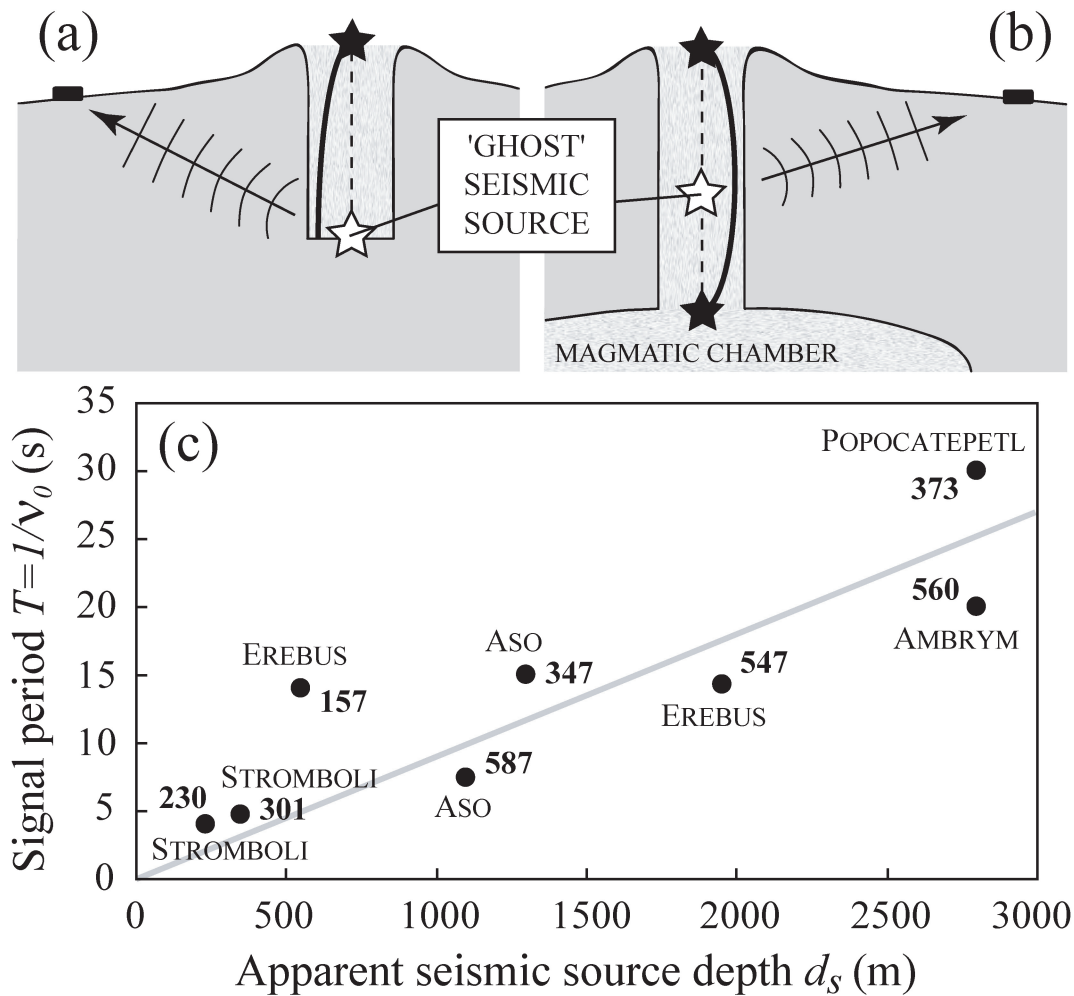 (a)
(b)
'GHOST'
SEISMIC
SOURCE
MAGMATIC CHAMBER
(c)
Signal period T=1/ν0 (s)
35
30
25
20
15
10
5
0
POPOCATEPETL
373
560
AMBRYM
EREBUS
157
ASO
347
547
EREBUS
587
ASO
STROMBOLI
230
301
STROMBOLI
0
500
1000
1500
2000
2500
3000
Apparent seismic source depth ds (m)